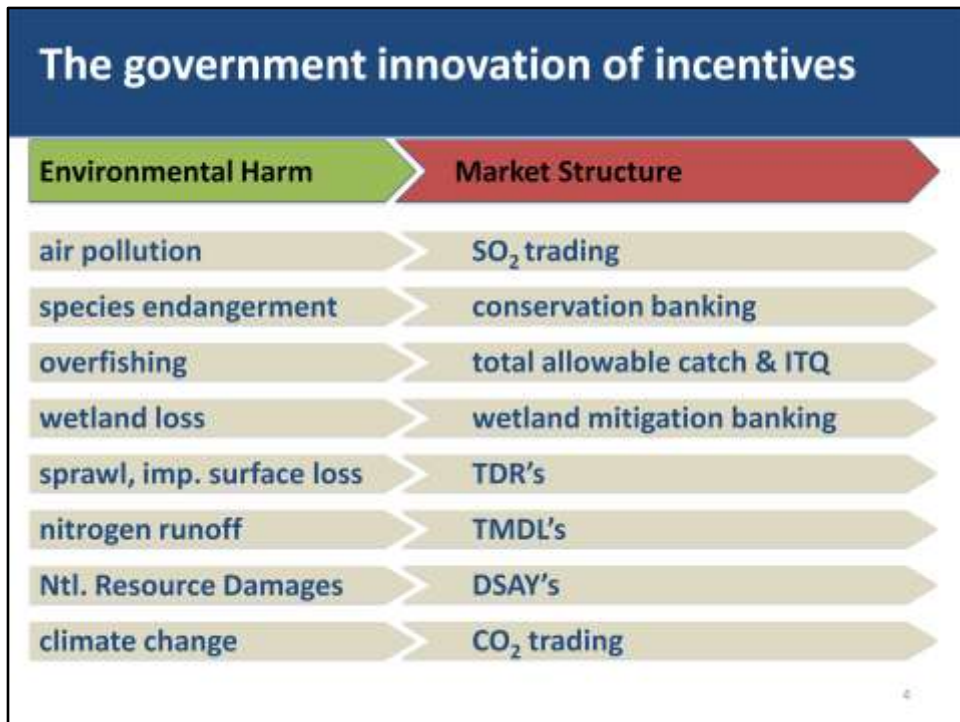 The government innovation of incentives
Environmental Harm Market Structure
air pollution SO₂ trading
species endangerment conservation banking
overfishing total allowable catch & ITQ
wetland loss wetland mitigation banking
sprawl, imp. surface loss TDR's
nitrogen runoff TMDL's
Ntl. Resource Damages DSAY's
climate change CO₂ trading
4